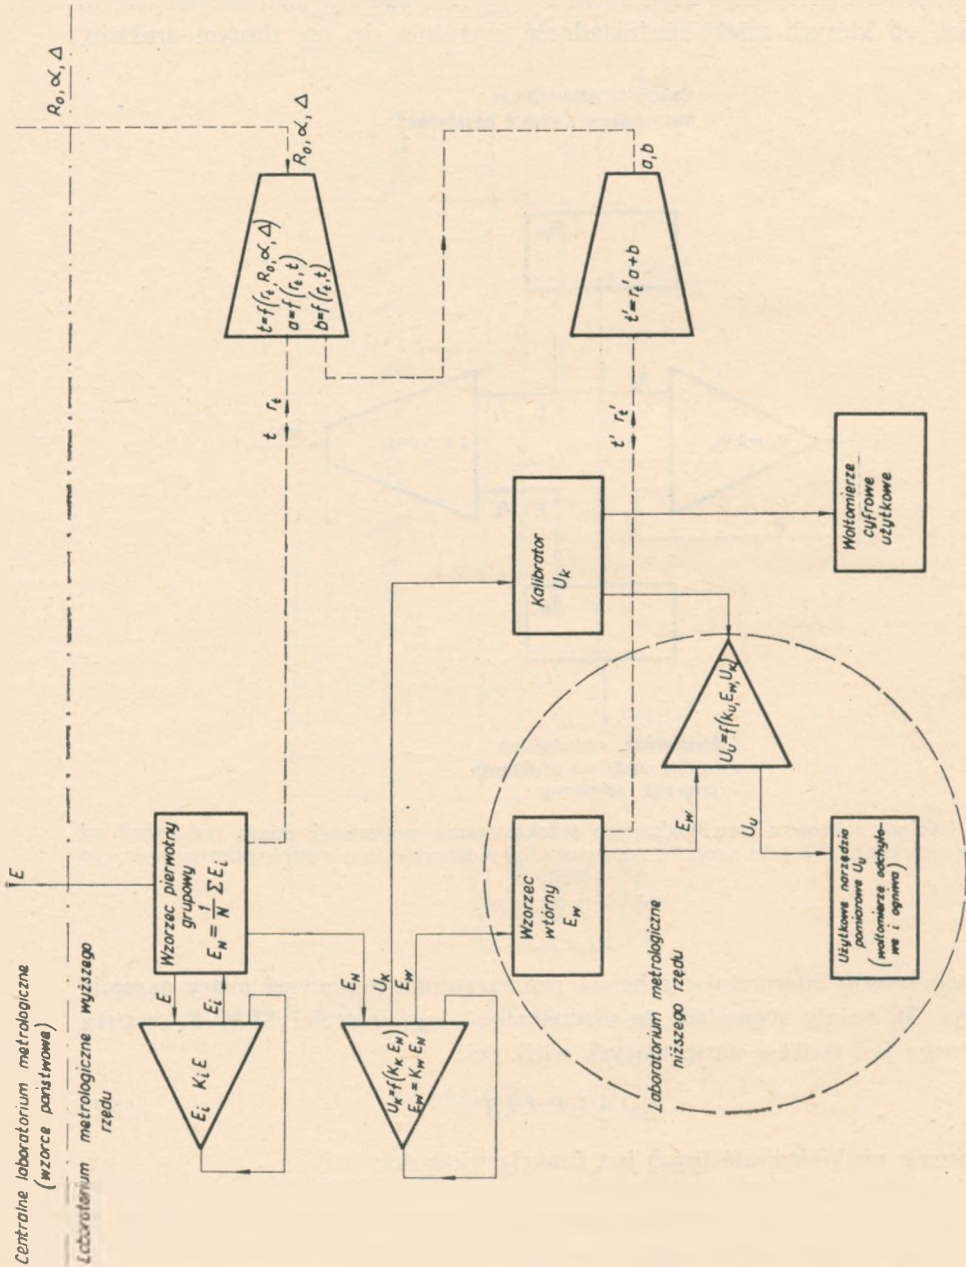 Centralne laboratorium metrologiczne
(wzorce państwowe)
E
R₀, α, Δ
Laboratorium metrologiczne wyższego
rzędu
Wzorzec pierwotny
grupowy
E_N = 1/N Σ E_i
E
E_i
E_i K_i E
t r_t
t=f(r_t, R₀, α, Δ)
a=f(r_t, t)
b=f(r_t, t)
R₀, α, Δ
E_N
U_K
E_w
U_K=f(K_K E_N)
E_w = K_w E_N
Kalibrator
U_k
t' r_t'
t'=r_t' a+b
a, b
Wzorzec
wtórny
E_w
E_w
U_u
U_u=f(k_u, E_w, U_k)
Laboratorium metrologiczne
niższego rzędu
Użytkowe narzędzia
pomiarowe U_u
(woltomierze odchyło-
we i ogniwa)
Woltomierze
cyfrowe
użytkowe